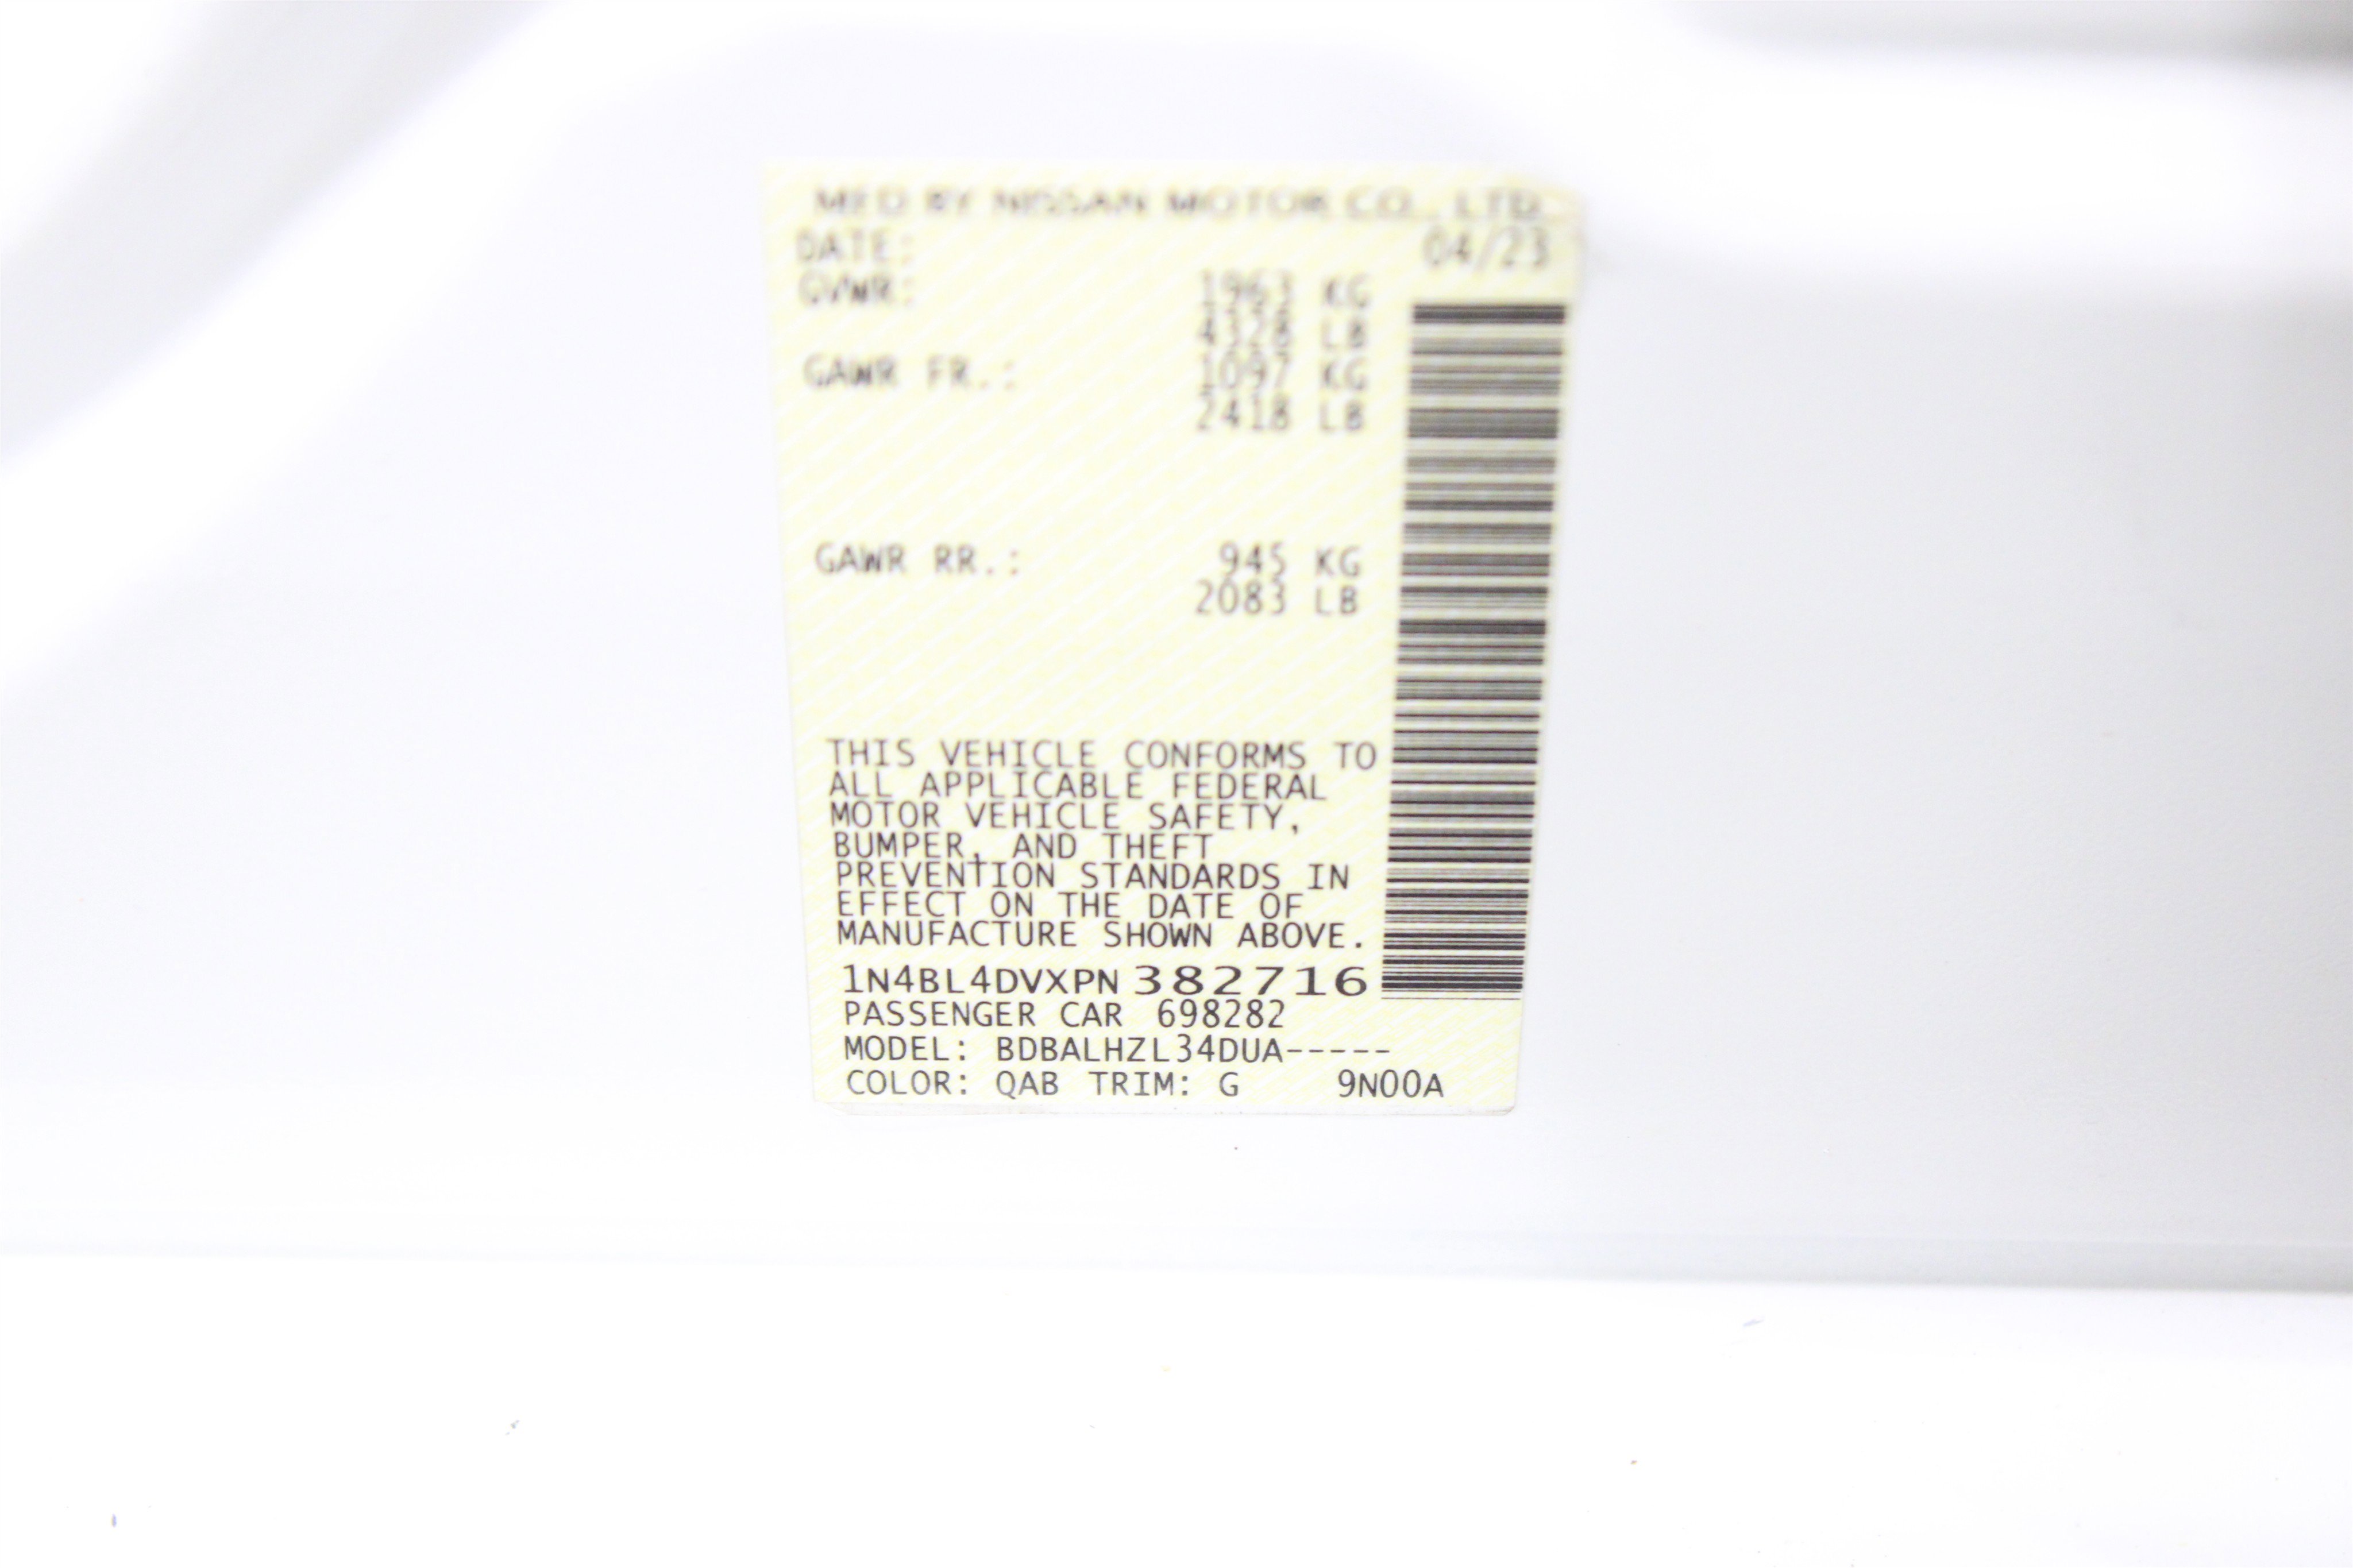 MFD BY NISSAN MOTOR CO., LTD.
DATE: 04/23
GVWR: 1963 KG
4328 LB
GAWR FR.: 1097 KG
2418 LB
GAWR RR.: 945 KG
2083 LB
THIS VEHICLE CONFORMS TO
ALL APPLICABLE FEDERAL
MOTOR VEHICLE SAFETY,
BUMPER, AND THEFT
PREVENTION STANDARDS IN
EFFECT ON THE DATE OF
MANUFACTURE SHOWN ABOVE.
1N4BL4DVXPN 382716
PASSENGER CAR 698282
MODEL: BDBALHZL34DUA-----
COLOR: QAB TRIM: G 9N00A